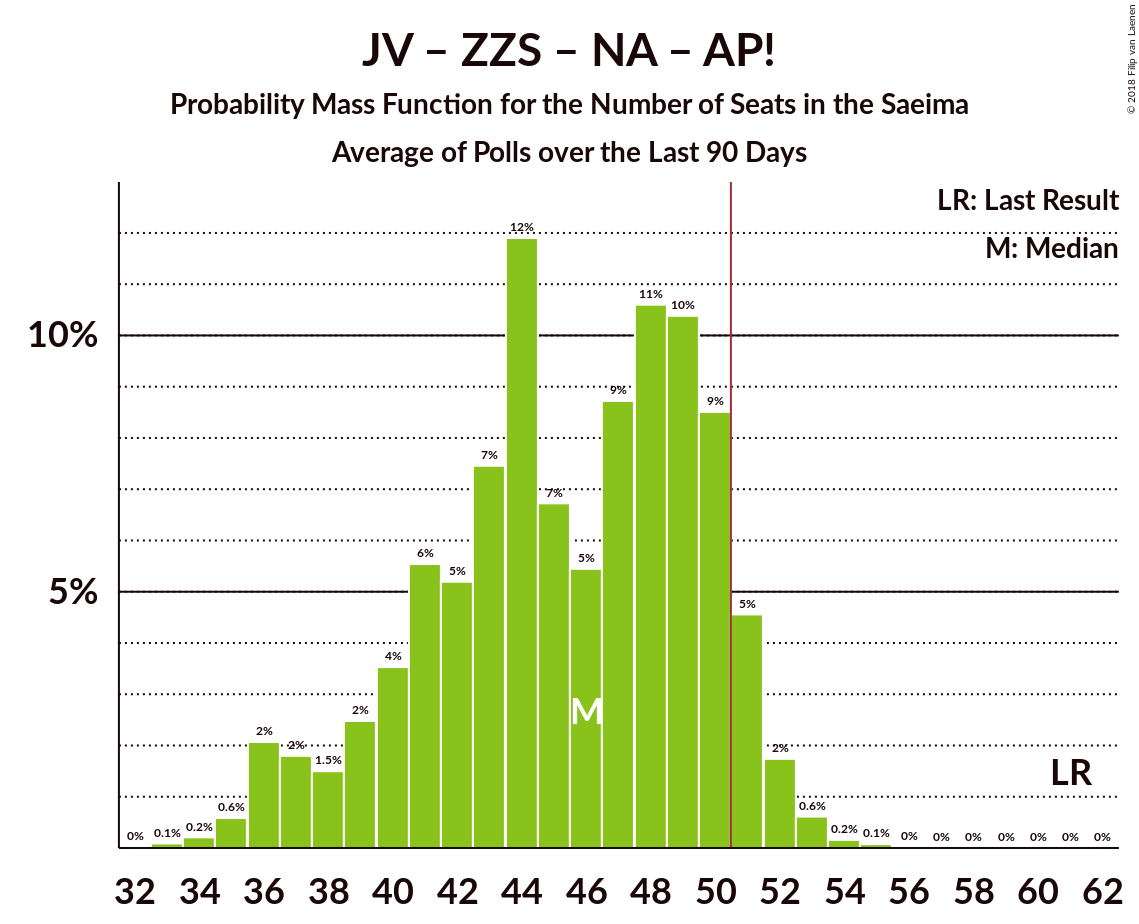 JV – ZZS – NA – AP!
Probability Mass Function for the Number of Seats in the Saeima
Average of Polls over the Last 90 Days
© 2018 Filip van Laenen
LR: Last Result
M: Median
10%
5%
0% 0.1% 0.2% 0.6% 2% 2% 1.5% 2% 4% 6% 5% 7% 12% 7% 5% 9% 11% 10% 9% 5% 2% 0.6% 0.2% 0.1% 0% 0% 0% 0% 0% 0% 0%
M
LR
32 34 36 38 40 42 44 46 48 50 52 54 56 58 60 62